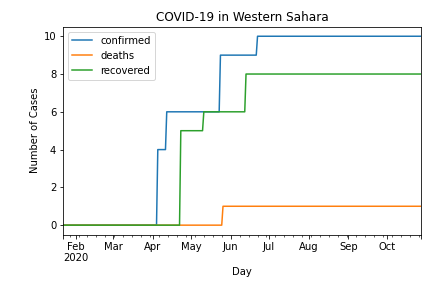 COVID-19 in Western Sahara
confirmed
deaths
recovered
Number of Cases
10
8
6
4
2
0
Feb Mar Apr May Jun Jul Aug Sep Oct
2020
Day